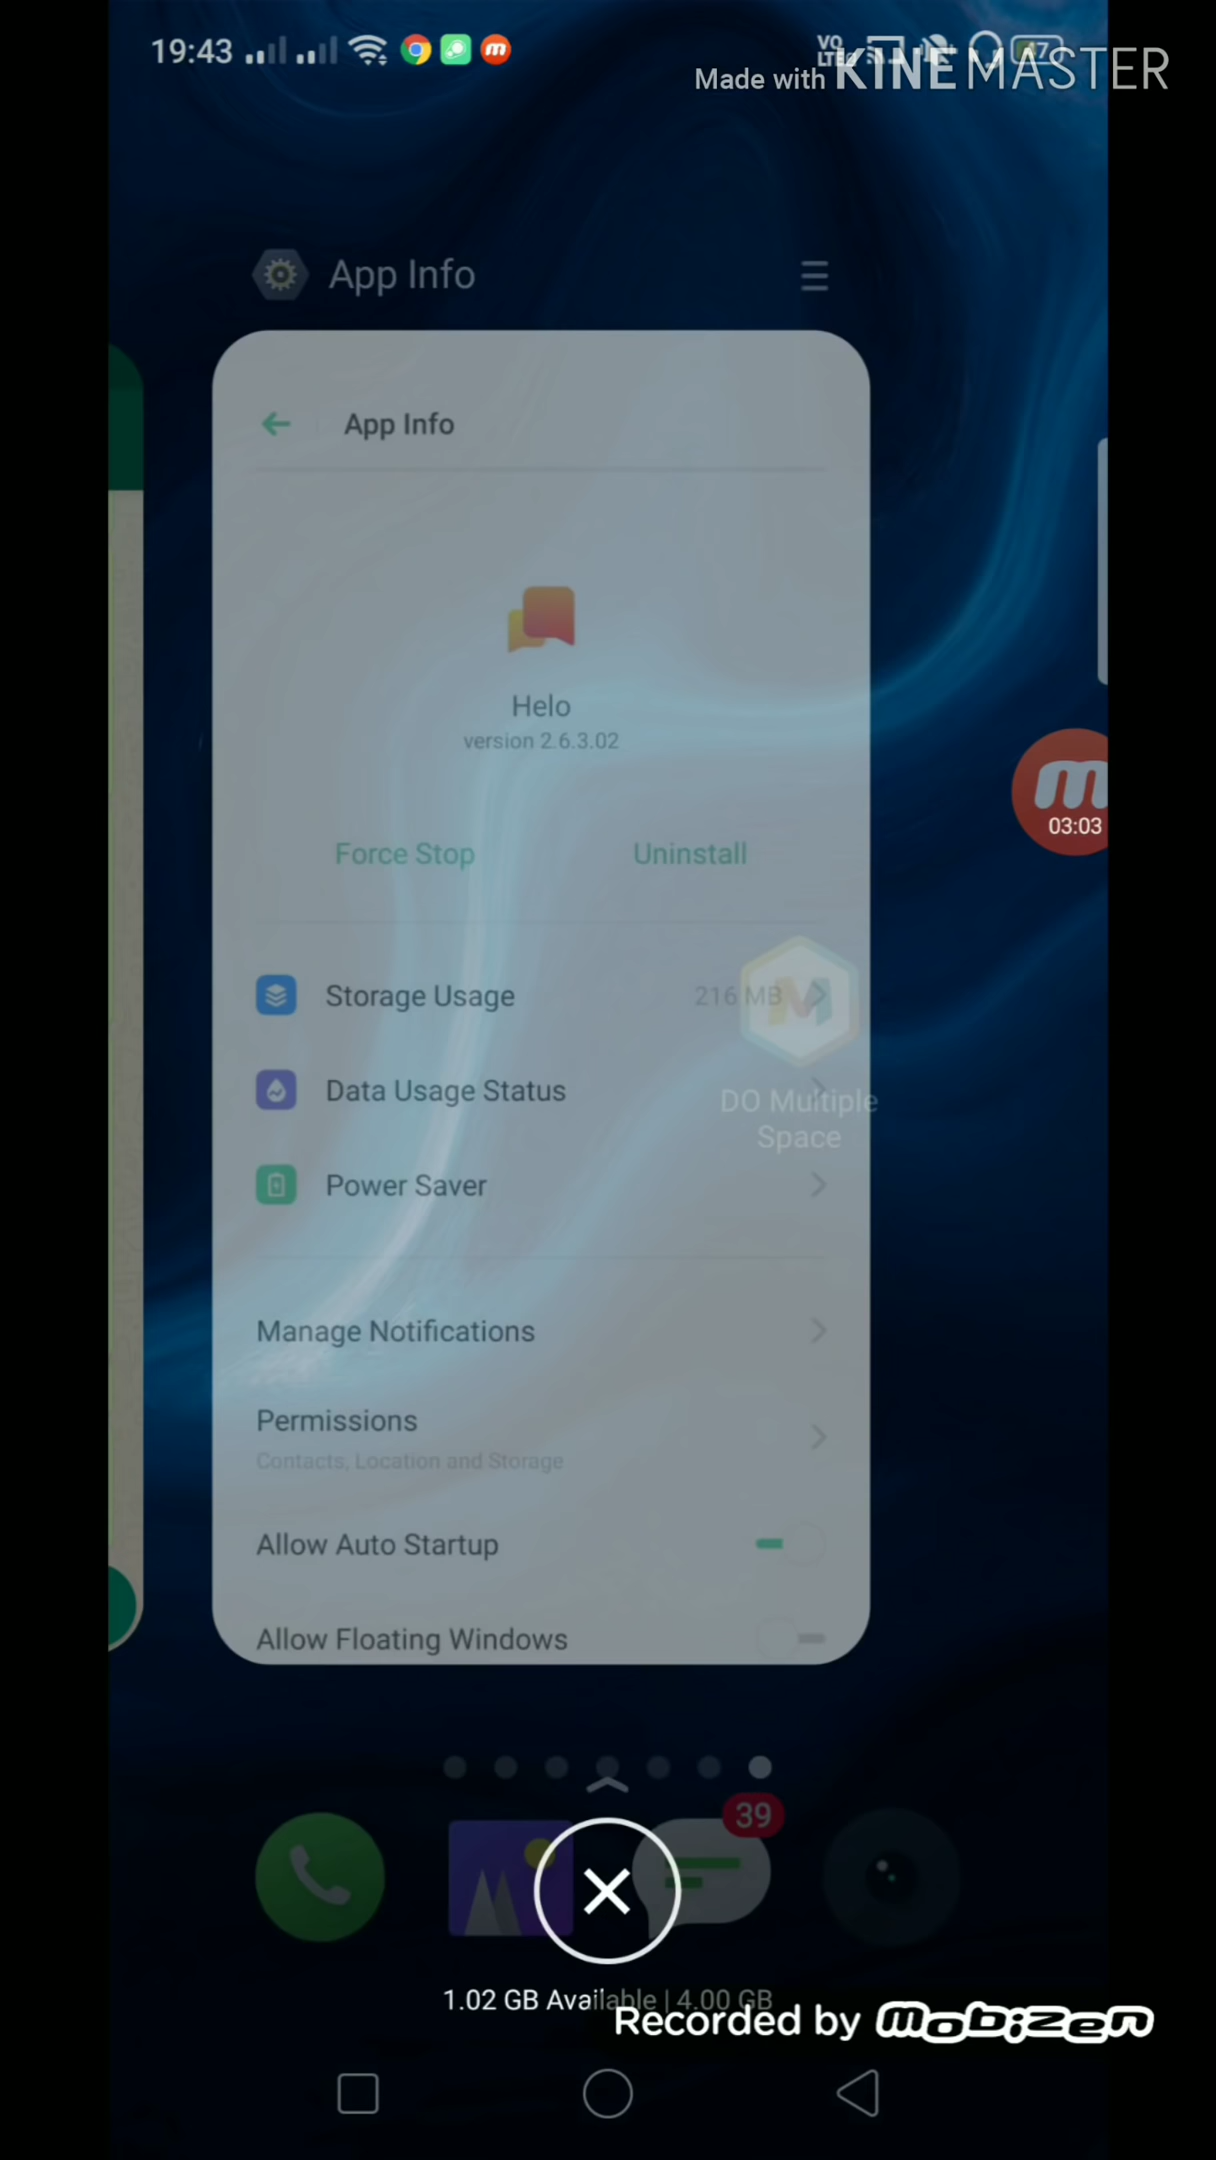 19:43
Made with KINEMASTER
App Info
App Info
Helo
version 2.6.3.02
03:03
Force Stop
Uninstall
Storage Usage
216 MB
Data Usage Status
DO Multiple
Space
Power Saver
Manage Notifications
Permissions
Contacts, Location and Storage
Allow Auto Startup
Allow Floating Windows
39
1.02 GB Available | 4.00 GB
Recorded by mobizen